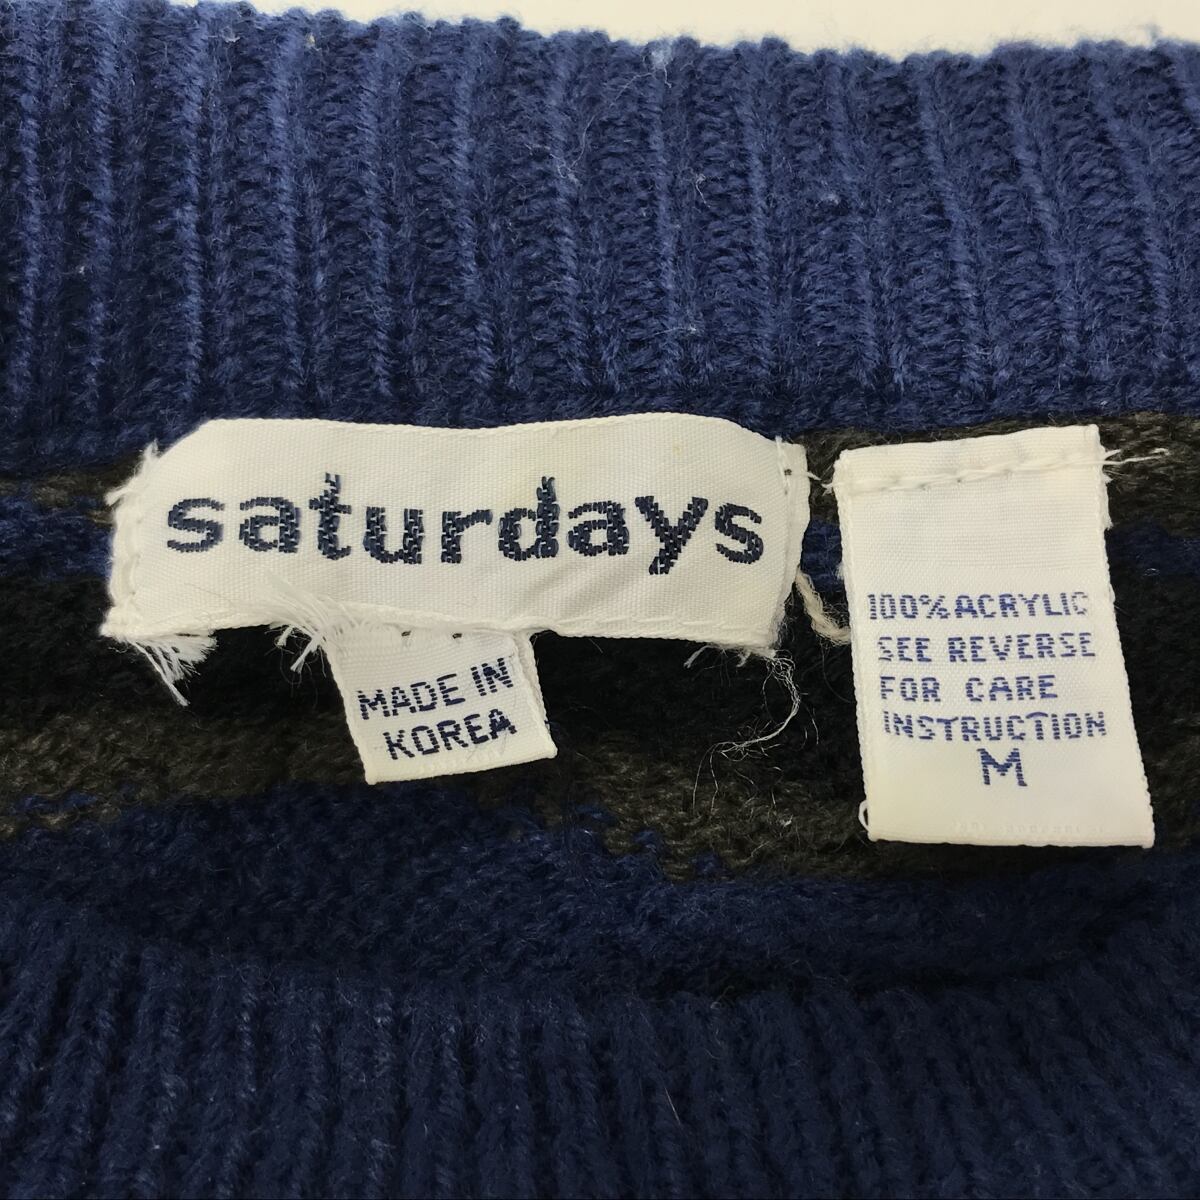 saturdays
MADE IN
KOREA
100% ACRYLIC
SEE REVERSE
FOR CARE
INSTRUCTION
M